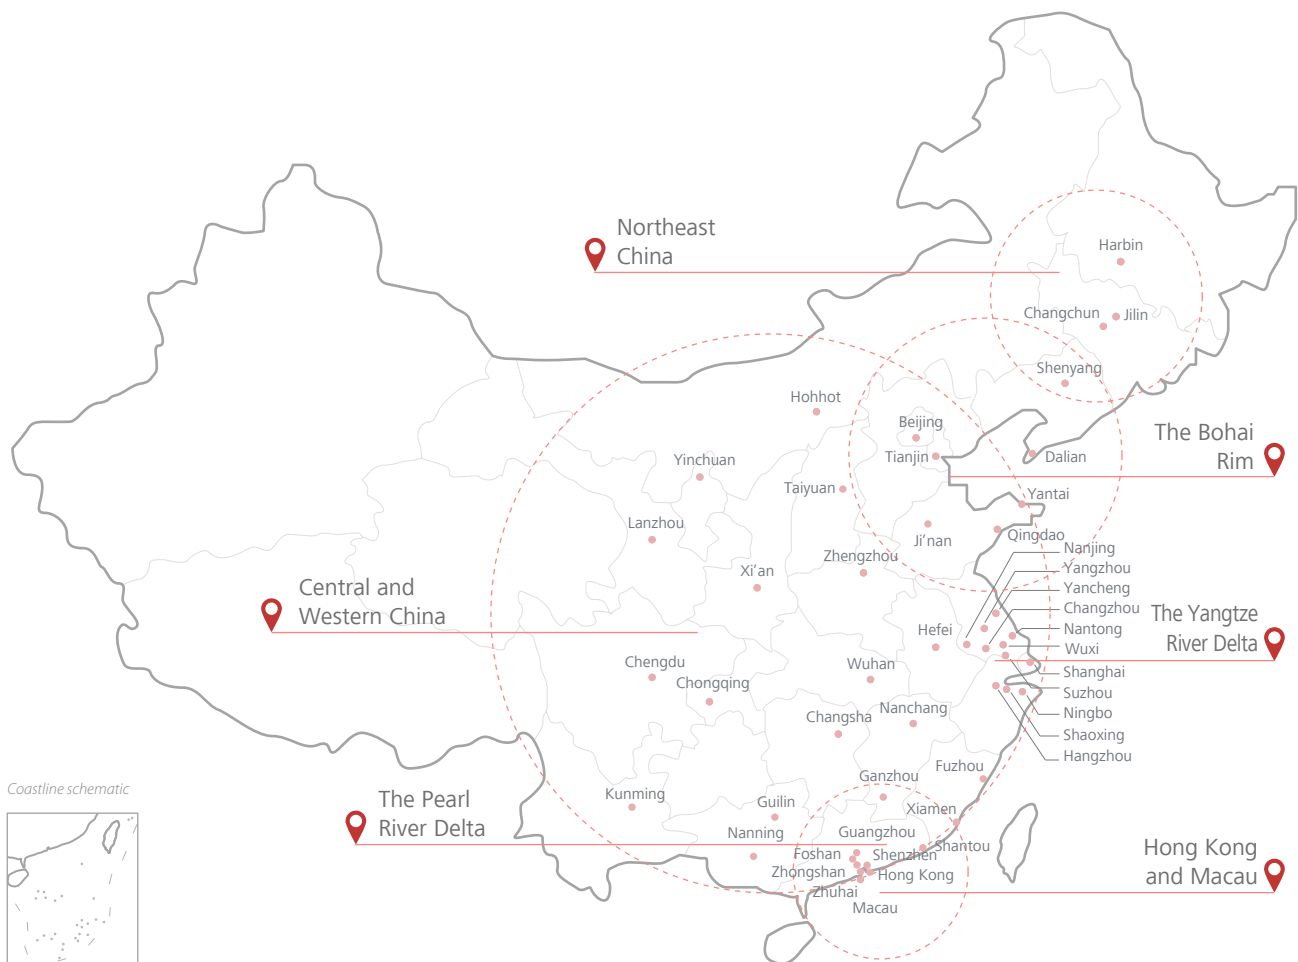 Northeast
China
Harbin
Changchun
Jilin
Shenyang
Hohhot
Beijing
Tianjin
Dalian
The Bohai
Rim
Yinchuan
Taiyuan
Yantai
Lanzhou
Ji'nan
Qingdao
Zhengzhou
Nanjing
Xi'an
Yangzhou
Central and
Western China
Yancheng
Changzhou
The Yangtze
River Delta
Hefei
Nantong
Wuxi
Chengdu
Wuhan
Shanghai
Chongqing
Suzhou
Nanchang
Ningbo
Changsha
Shaoxing
Hangzhou
Fuzhou
Ganzhou
Coastline schematic
Kunming
The Pearl
River Delta
Guilin
Xiamen
Nanning
Guangzhou
Shantou
Foshan
Shenzhen
Hong Kong
and Macau
Zhongshan
Hong Kong
Zhuhai
Macau